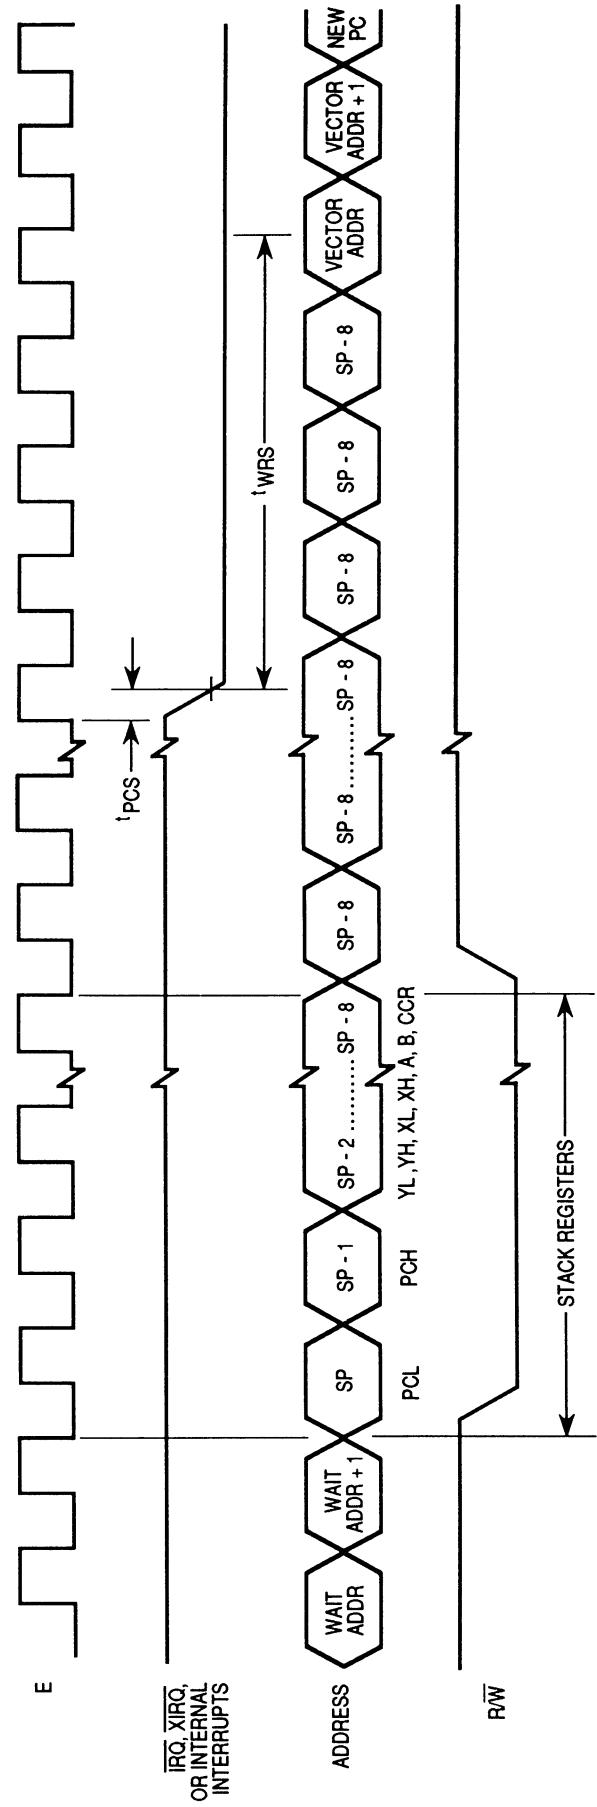 E
IRQ, XIRQ,
OR INTERNAL
INTERRUPTS
tPCS
tWRS
ADDRESS
WAIT
ADDR
WAIT
ADDR + 1
SP
SP - 1
SP - 2 ........... SP - 8
SP - 8
SP - 8 ........... SP - 8
SP - 8
SP - 8
SP - 8
VECTOR
ADDR
VECTOR
ADDR + 1
NEW
PC
PCL
PCH
YL, YH, XL, XH, A, B, CCR
R/W
STACK REGISTERS